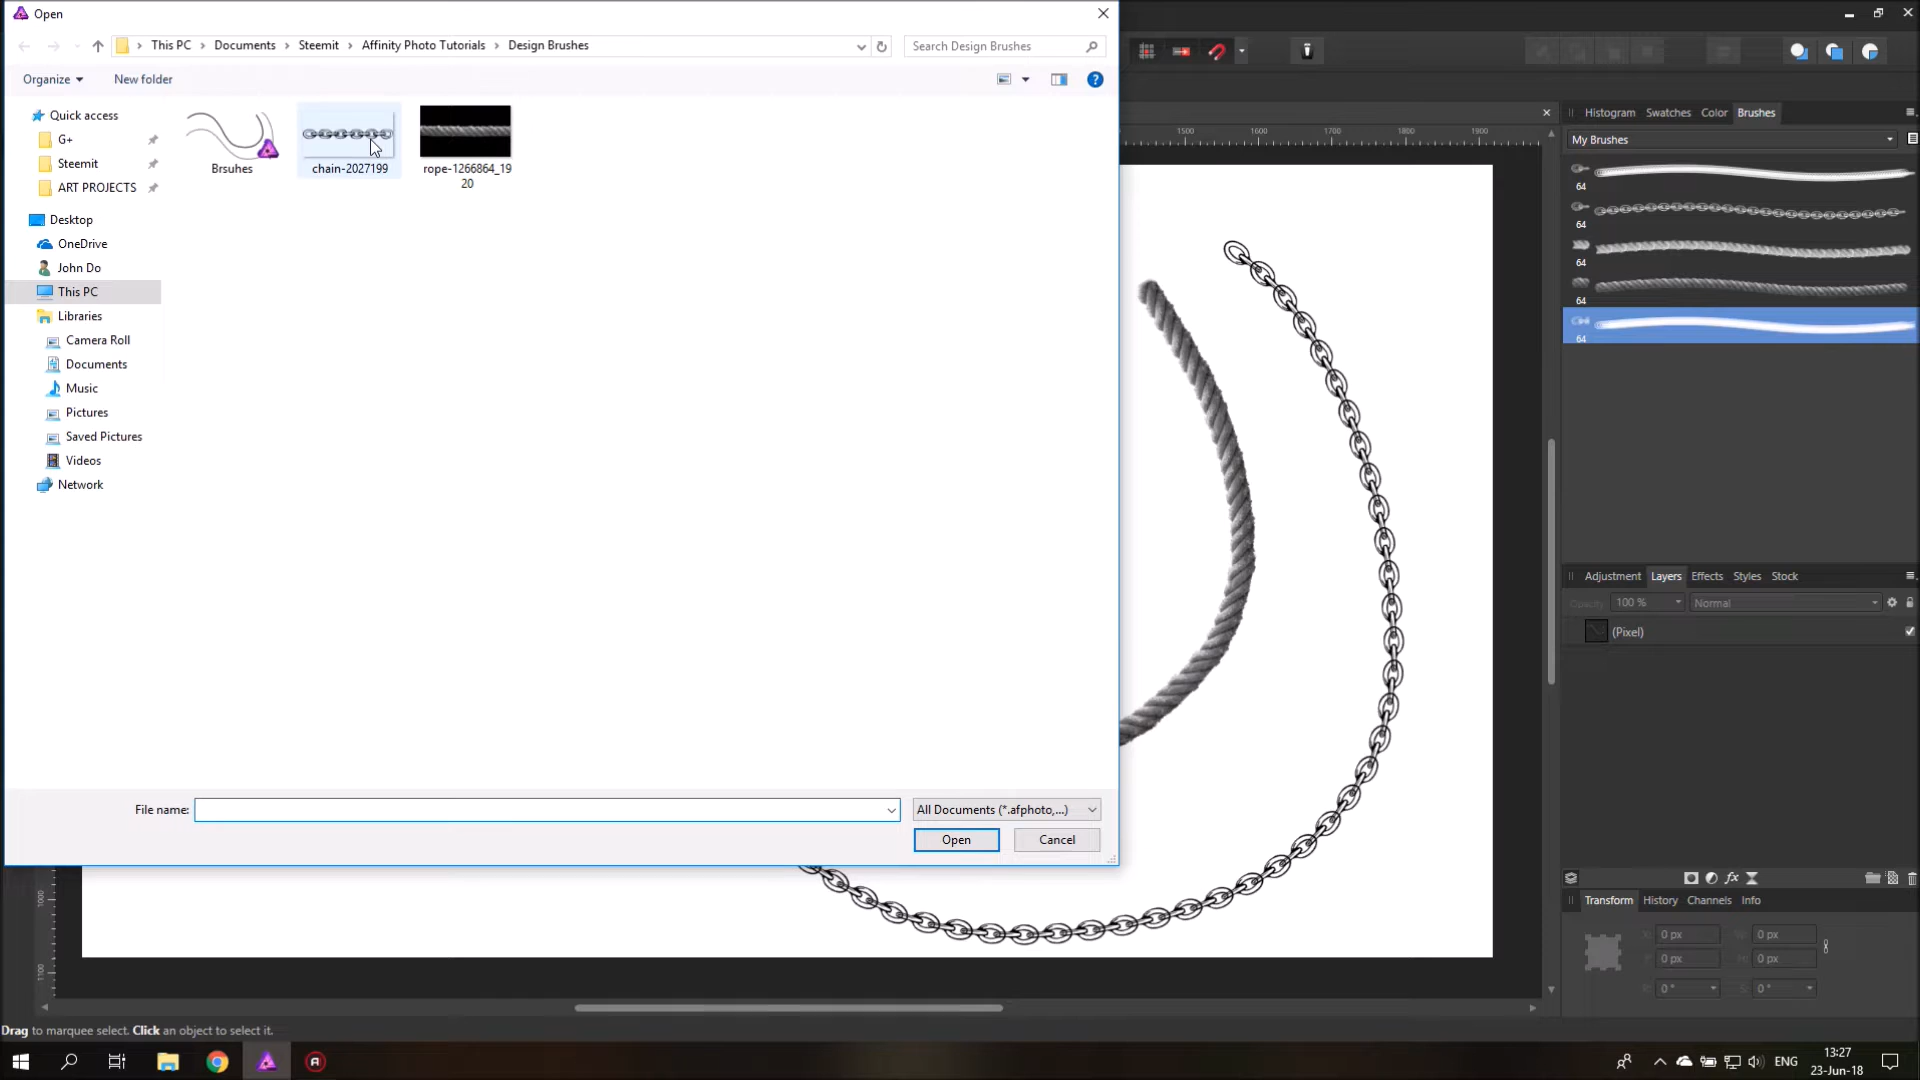 Open
This PC > Documents > Steemit > Affinity Photo Tutorials > Design Brushes
Search Design Brushes
Organize
New folder
?
Quick access
G+
Steemit
ART PROJECTS
Desktop
OneDrive
John Do
This PC
Libraries
Camera Roll
Documents
Music
Pictures
Saved Pictures
Videos
Network
Brsuhes
chain-2027199
rope-1266864_19
20
File name:
All Documents (*.afphoto,...)
Open
Cancel
1500 1600 1700 1800 1900
1000
1100
Histogram Swatches Color Brushes
My Brushes
64
64
64
64
64
Adjustment Layers Effects Styles Stock
Opacity: 100 % Normal
(Pixel)
fx
Transform History Channels Info
X: 0 px W: 0 px
Y: 0 px H: 0 px
R: 0 ° S: 0 °
Drag to marquee select. Click an object to select it.
ENG
13:27
23-Jun-18